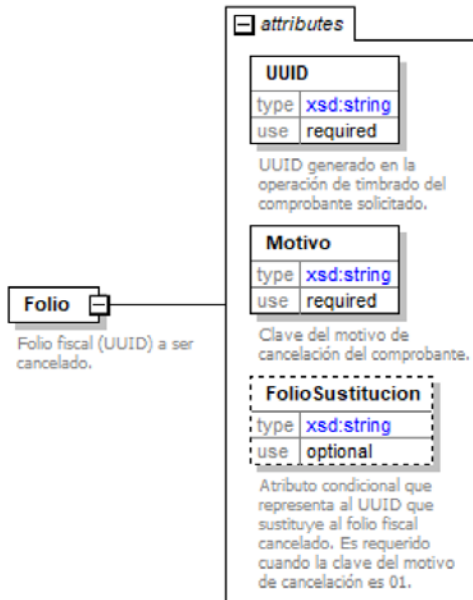 attributes
UUID
type xsd:string
use required
UUID generado en la
operación de timbrado del
comprobante solicitado.
Motivo
type xsd:string
use required
Clave del motivo de
cancelación del comprobante.
Folio
Folio fiscal (UUID) a ser
cancelado.
FolioSustitucion
type xsd:string
use optional
Atributo condicional que
representa al UUID que
sustituye al folio fiscal
cancelado. Es requerido
cuando la clave del motivo
de cancelación es 01.